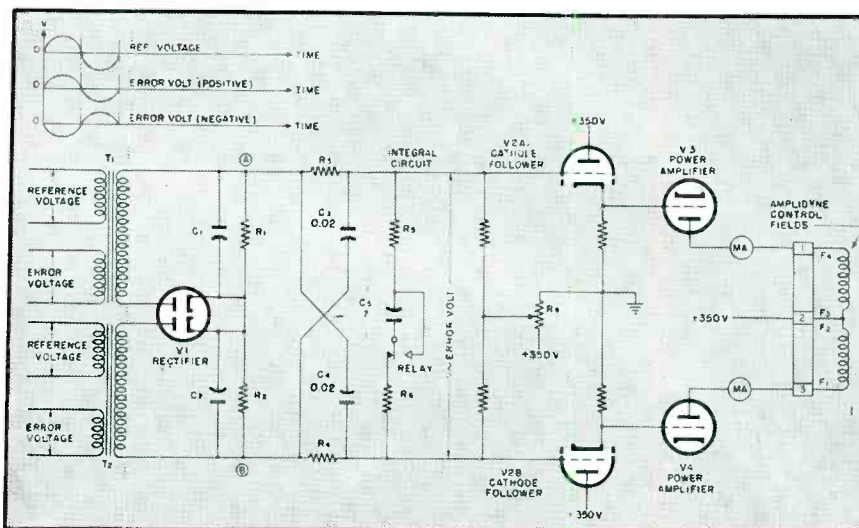 V
O
REF. VOLTAGE
TIME
O
ERROR VOLT (POSITIVE)
TIME
O
ERROR VOLT (NEGATIVE)
TIME
T1
REFERENCE
VOLTAGE
ERROR
VOLTAGE
REFERENCE
VOLTAGE
ERROR
VOLTAGE
T2
V1
RECTIFIER
A
B
C1
R1
C2
R2
R3
C3
0.02
C4
0.02
R4
INTEGRAL
CIRCUIT
R5
C5
?
RELAY
R6
ERROR VOLT
V2A
CATHODE
FOLLOWER
+350V
R8
+350V
V2B
CATHODE
FOLLOWER
+350V
V3
POWER
AMPLIFIER
MA
AMPLIDYNE
CONTROL
FIELDS
1
F4
+350V
2
F3
F2
MA
3
F1
V4
POWER
AMPLIFIER